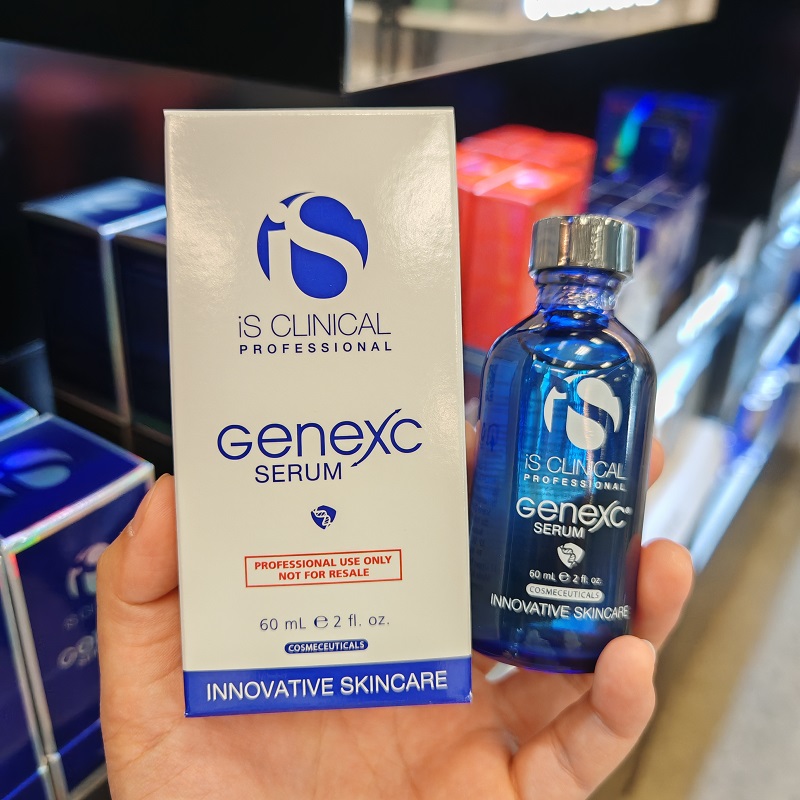 iS
iS CLINICAL
PROFESSIONAL
GENEXC
SERUM
PROFESSIONAL USE ONLY
NOT FOR RESALE
60 mL ℮ 2 fl. oz.
COSMECEUTICALS
INNOVATIVE SKINCARE
iS
iS CLINICAL
PROFESSIONAL
GENEXC®
SERUM
60 mL ℮ 2 fl. oz.
COSMECEUTICALS
INNOVATIVE SKINCARE